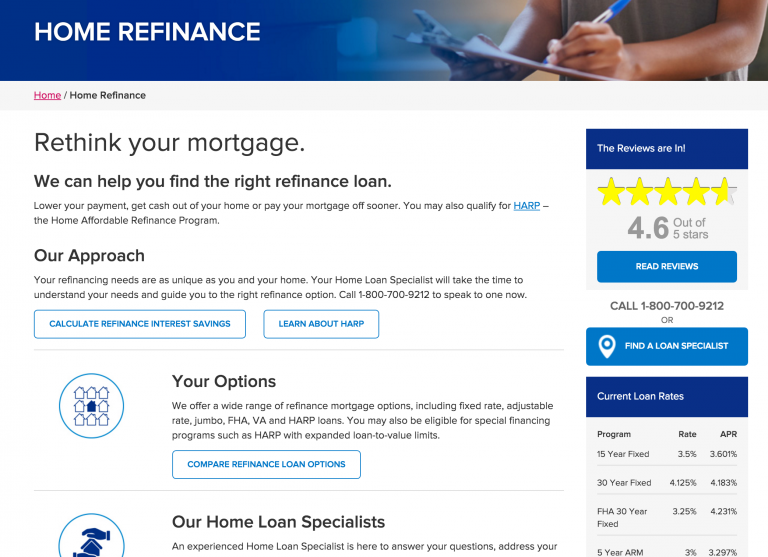 HOME REFINANCE
Home / Home Refinance
Rethink your mortgage.
We can help you find the right refinance loan.
Lower your payment, get cash out of your home or pay your mortgage off sooner. You may also qualify for HARP –
the Home Affordable Refinance Program.
Our Approach
Your refinancing needs are as unique as you and your home. Your Home Loan Specialist will take the time to
understand your needs and guide you to the right refinance option. Call 1-800-700-9212 to speak to one now.
CALCULATE REFINANCE INTEREST SAVINGS
LEARN ABOUT HARP
Your Options
We offer a wide range of refinance mortgage options, including fixed rate, adjustable
rate, jumbo, FHA, VA and HARP loans. You may also be eligible for special financing
programs such as HARP with expanded loan-to-value limits.
COMPARE REFINANCE LOAN OPTIONS
Our Home Loan Specialists
An experienced Home Loan Specialist is here to answer your questions, address your
The Reviews are In!
4.6 Out of
5 stars
READ REVIEWS
CALL 1-800-700-9212
OR
FIND A LOAN SPECIALIST
Current Loan Rates
Program Rate APR
15 Year Fixed 3.5% 3.601%
30 Year Fixed 4.125% 4.183%
FHA 30 Year 3.25% 4.231%
Fixed
5 Year ARM 3% 3.297%